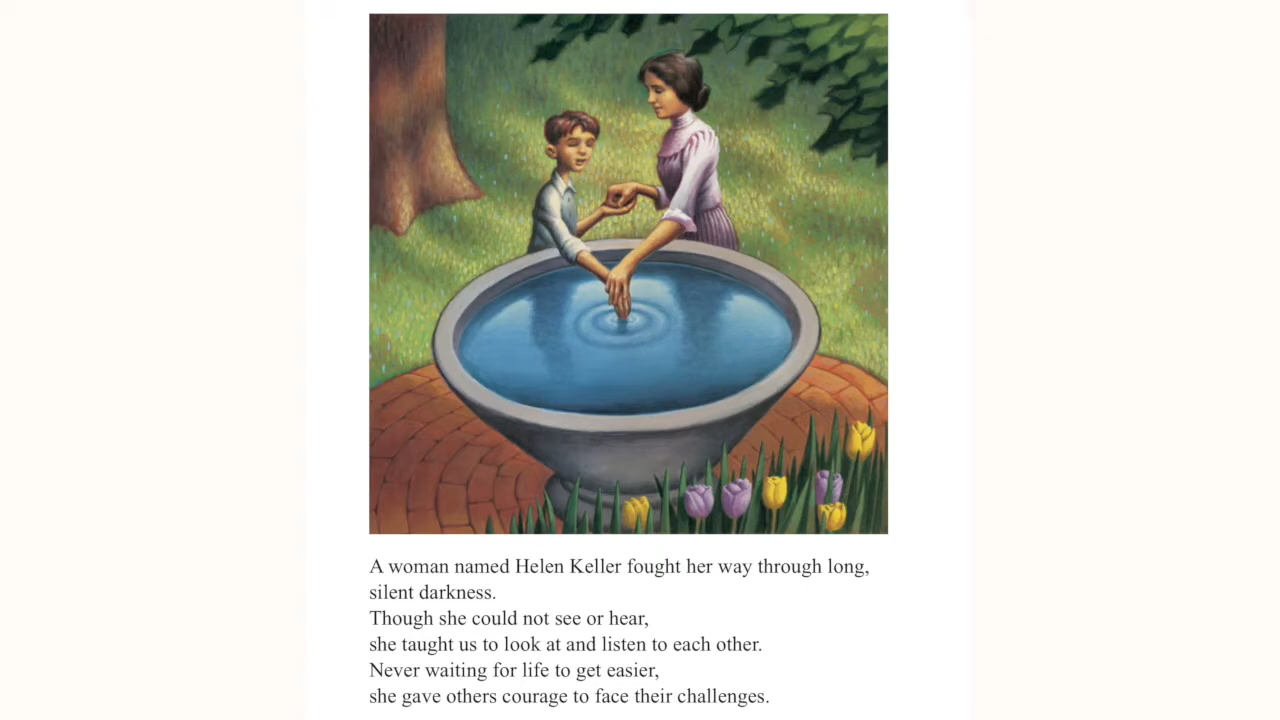 A woman named Helen Keller fought her way through long,
silent darkness.
Though she could not see or hear,
she taught us to look at and listen to each other.
Never waiting for life to get easier,
she gave others courage to face their challenges.